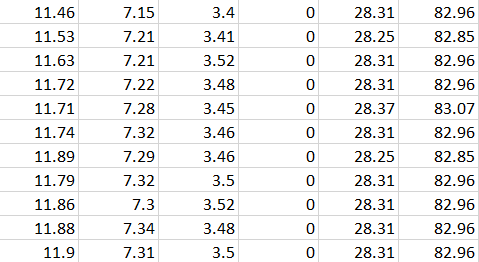 11.46 7.15 3.4 0 28.31 82.96
11.53 7.21 3.41 0 28.25 82.85
11.63 7.21 3.52 0 28.31 82.96
11.72 7.22 3.48 0 28.31 82.96
11.71 7.28 3.45 0 28.37 83.07
11.74 7.32 3.46 0 28.31 82.96
11.89 7.29 3.46 0 28.25 82.85
11.79 7.32 3.5 0 28.31 82.96
11.86 7.3 3.52 0 28.31 82.96
11.88 7.34 3.48 0 28.31 82.96
11.9 7.31 3.5 0 28.31 82.96